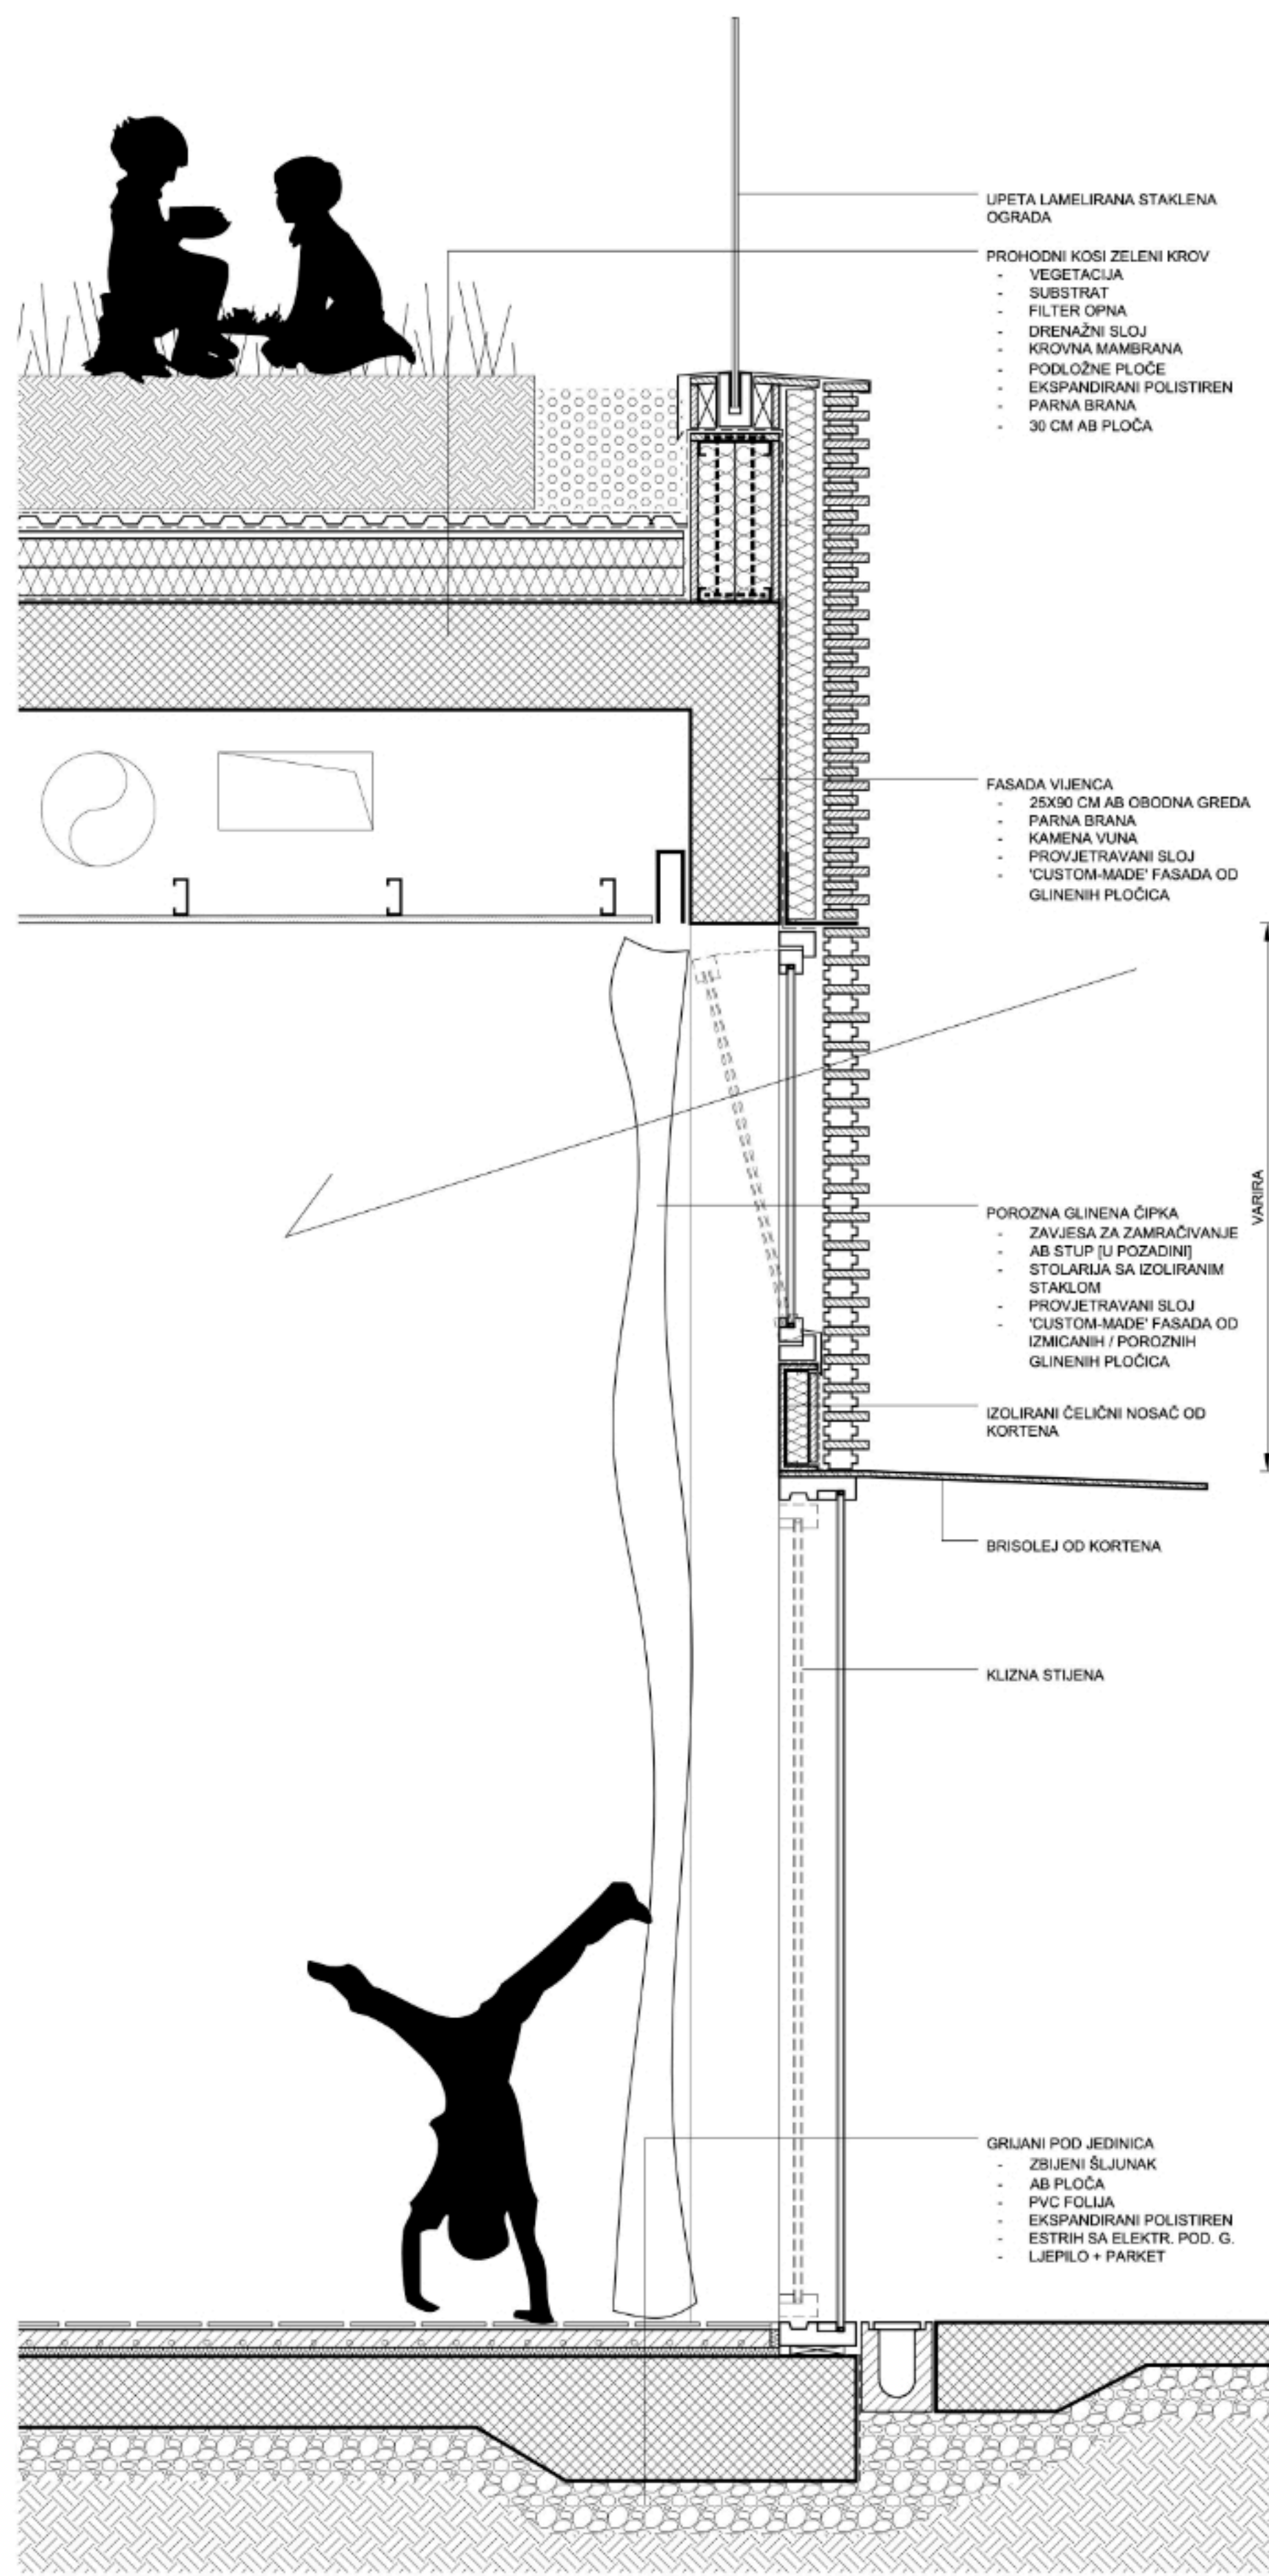 UPETA LAMELIRANA STAKLENA
OGRADA
PROHODNI KOSI ZELENI KROV
- VEGETACIJA
- SUBSTRAT
- FILTER OPNA
- DRENAŽNI SLOJ
- KROVNA MAMBRANA
- PODLOŽNE PLOČE
- EKSPANDIRANI POLISTIREN
- PARNA BRANA
- 30 CM AB PLOČA
FASADA VIJENCA
- 25X90 CM AB OBODNA GREDA
- PARNA BRANA
- KAMENA VUNA
- PROVJETRAVANI SLOJ
- 'CUSTOM-MADE' FASADA OD
GLINENIH PLOČICA
VARIRA
POROZNA GLINENA ČIPKA
- ZAVJESA ZA ZAMRAČIVANJE
- AB STUP [U POZADINI]
- STOLARIJA SA IZOLIRANIM
STAKLOM
- PROVJETRAVANI SLOJ
- 'CUSTOM-MADE' FASADA OD
IZMICANIH / POROZNIH
GLINENIH PLOČICA
IZOLIRANI ČELIČNI NOSAČ OD
KORTENA
BRISOLEJ OD KORTENA
KLIZNA STIJENA
GRIJANI POD JEDINICA
- ZBIJENI ŠLJUNAK
- AB PLOČA
- PVC FOLIJA
- EKSPANDIRANI POLISTIREN
- ESTRIH SA ELEKTR. POD. G.
- LJEPILO + PARKET